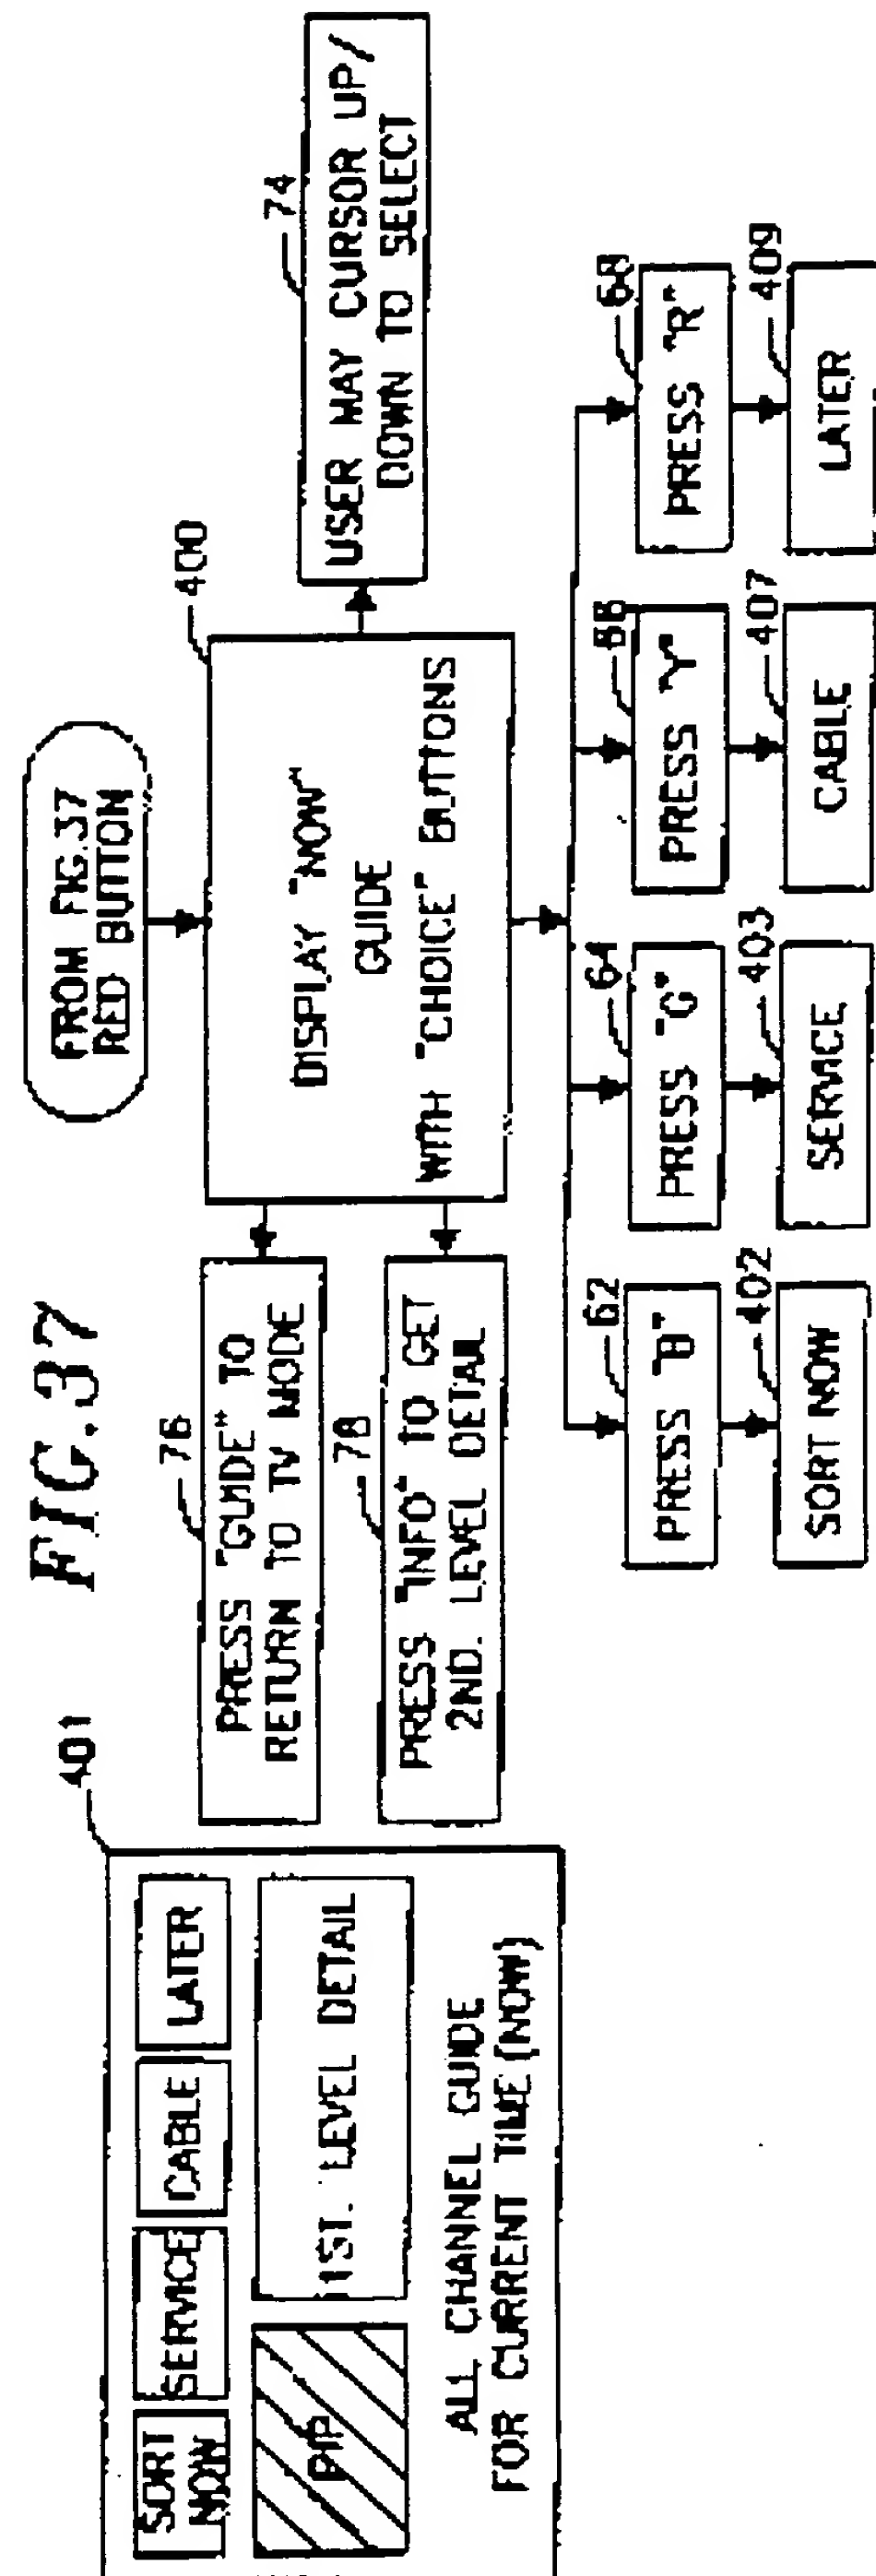 FIG.37
401
SORT
NOW
SERVICE
CABLE
LATER
PIP
1ST. LEVEL DETAIL
ALL CHANNEL GUIDE
FOR CURRENT TIME (NOW)
FROM FIG.37
RED BUTTON
400
DISPLAY "NOW"
GUIDE
WITH "CHOICE" BUTTONS
76
PRESS "GUIDE" TO
RETURN TO TV MODE
78
PRESS "INFO" TO GET
2ND. LEVEL DETAIL
74
USER MAY CURSOR UP/
DOWN TO SELECT
62
PRESS "B"
402
SORT NOW
64
PRESS "G"
403
SERVICE
66
PRESS "Y"
407
CABLE
68
PRESS "R"
409
LATER